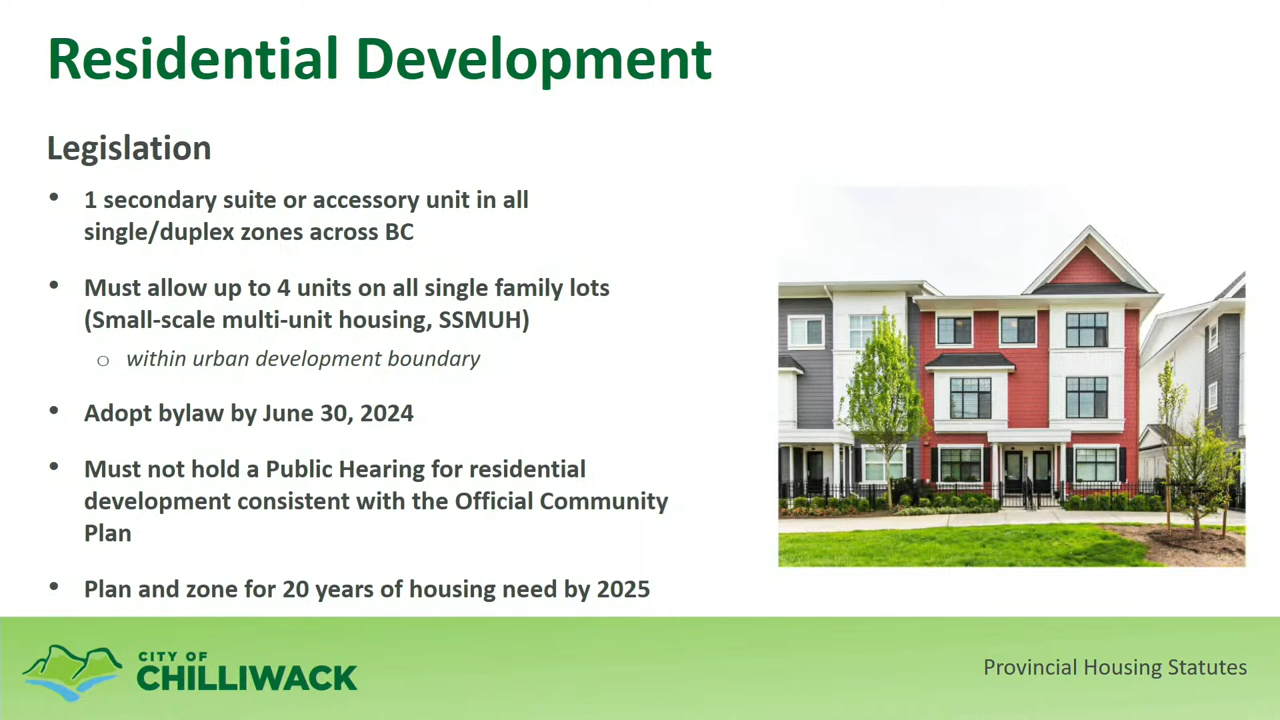 Residential Development
Legislation
• 1 secondary suite or accessory unit in all
single/duplex zones across BC
• Must allow up to 4 units on all single family lots
(Small-scale multi-unit housing, SSMUH)
o within urban development boundary
• Adopt bylaw by June 30, 2024
• Must not hold a Public Hearing for residential
development consistent with the Official Community
Plan
• Plan and zone for 20 years of housing need by 2025
CITY OF
CHILLIWACK
Provincial Housing Statutes